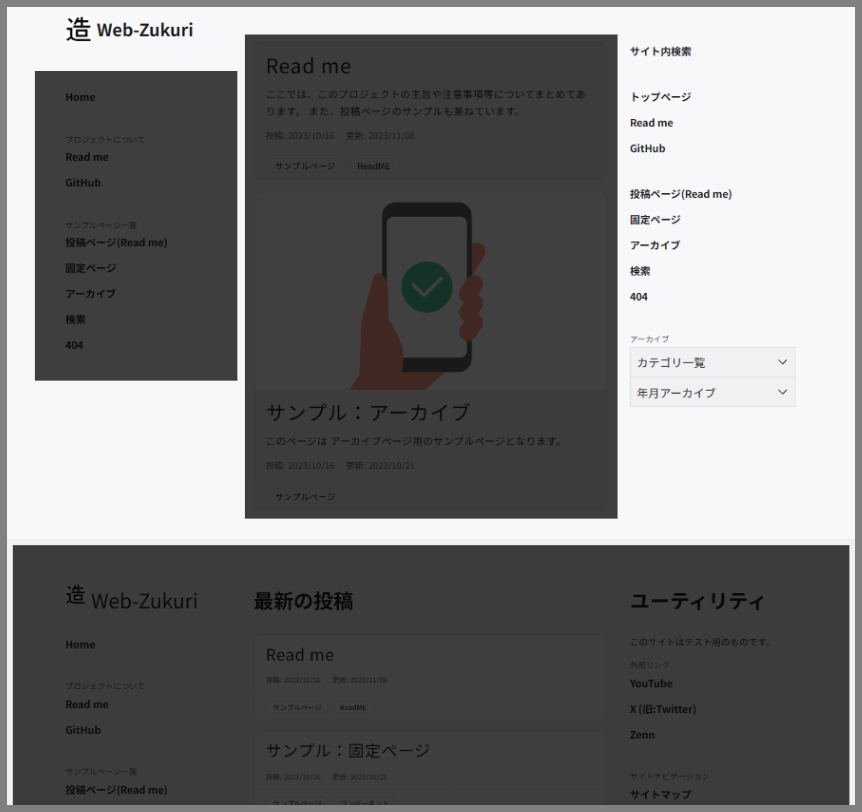 造 Web-Zukuri
Home
プロジェクトについて
Read me
GitHub
サンプルページ一覧
投稿ページ(Read me)
固定ページ
アーカイブ
検索
404
Read me
ここでは、このプロジェクトの主旨や注意事項等についてまとめてあ
ります。 また、投稿ページのサンプルも兼ねています。
投稿: 2023/10/16 更新: 2023/11/08
サンプルページ ReadME
サンプル：アーカイブ
このページは アーカイブページ用のサンプルページとなります。
投稿: 2023/10/16 更新: 2023/10/21
サンプルページ
サイト内検索
トップページ
Read me
GitHub
投稿ページ(Read me)
固定ページ
アーカイブ
検索
404
アーカイブ
カテゴリ一覧
年月アーカイブ
造 Web-Zukuri
Home
プロジェクトについて
Read me
GitHub
サンプルページ一覧
投稿ページ(Read me)
最新の投稿
Read me
投稿: 2023/10/16 更新: 2023/11/08
サンプルページ ReadME
サンプル：固定ページ
投稿: 2023/10/16 更新: 2023/10/21
サンプルページ コンポーネント
ユーティリティ
このサイトはテスト用のものです。
外部リンク
YouTube
X (旧:Twitter)
Zenn
サイトナビゲーション
サイトマップ